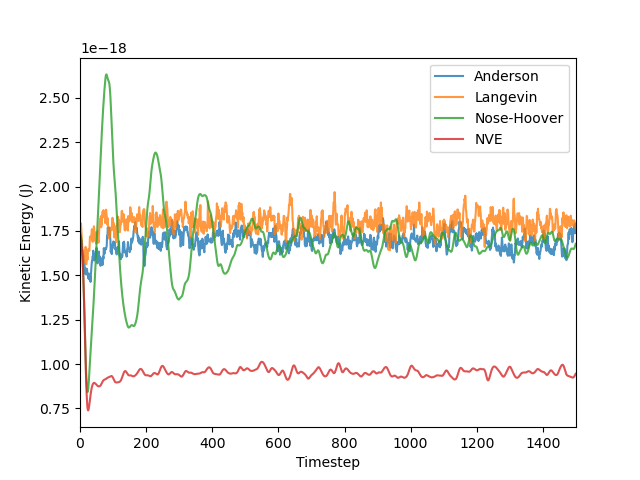 1e−18
2.50
2.25
2.00
1.75
1.50
1.25
1.00
0.75
Kinetic Energy (J)
Anderson
Langevin
Nose-Hoover
NVE
0 200 400 600 800 1000 1200 1400
Timestep